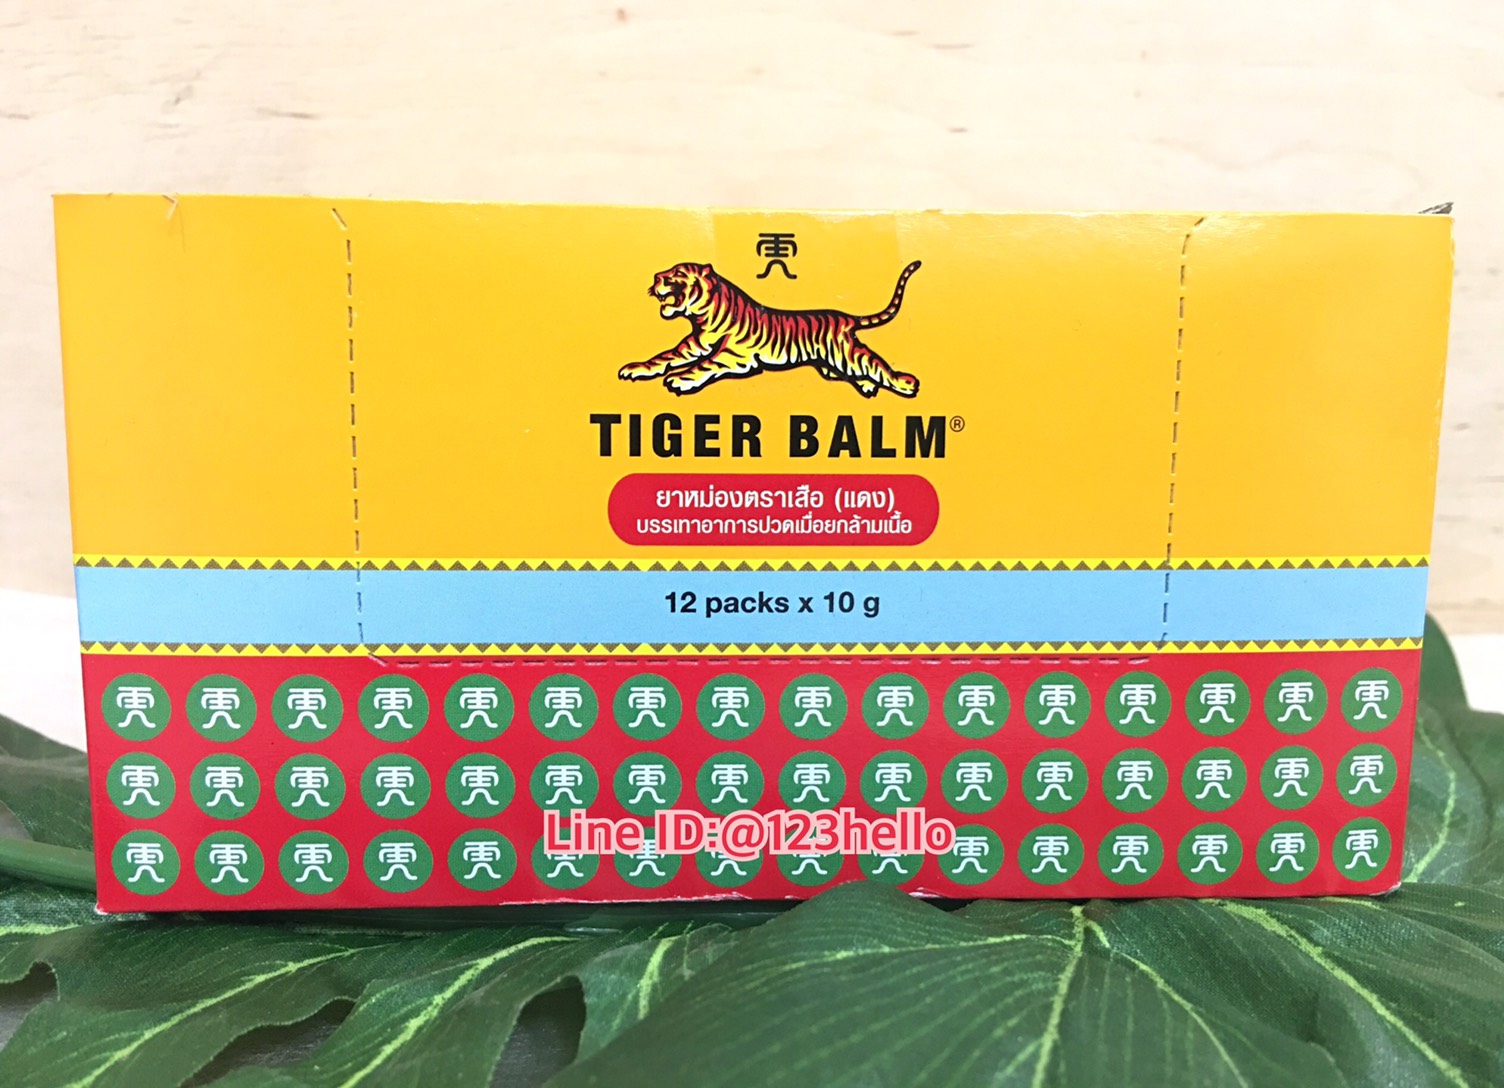 TIGER BALM®
ยาหม่องตราเสือ (แดง)
บรรเทาอาการปวดเมื่อยกล้ามเนื้อ
12 packs x 10 g
Line ID:@123hello